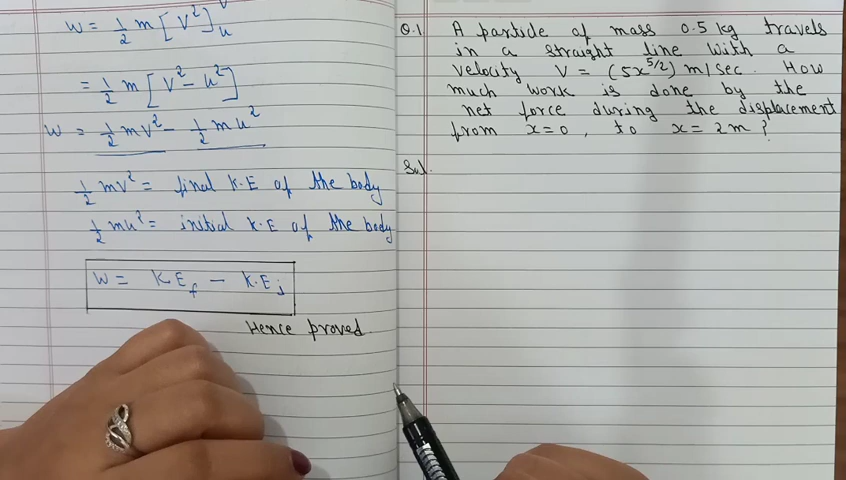 W = 1/2 m [V²]ᵥᵤ
= 1/2 m [V² - u²]
W = 1/2 mv² - 1/2 mu²
1/2 mv² = final K.E of the body
1/2 mu² = initial K.E of the body
W = KE_f - K.E_i
Hence proved.
Q.1 A particle of mass 0.5 kg travels
in a straight line with a
velocity V = (5x^5/2) m/sec. How
much work is done by the
net force during the displacement
from x=0, to x=2m?
Sol.